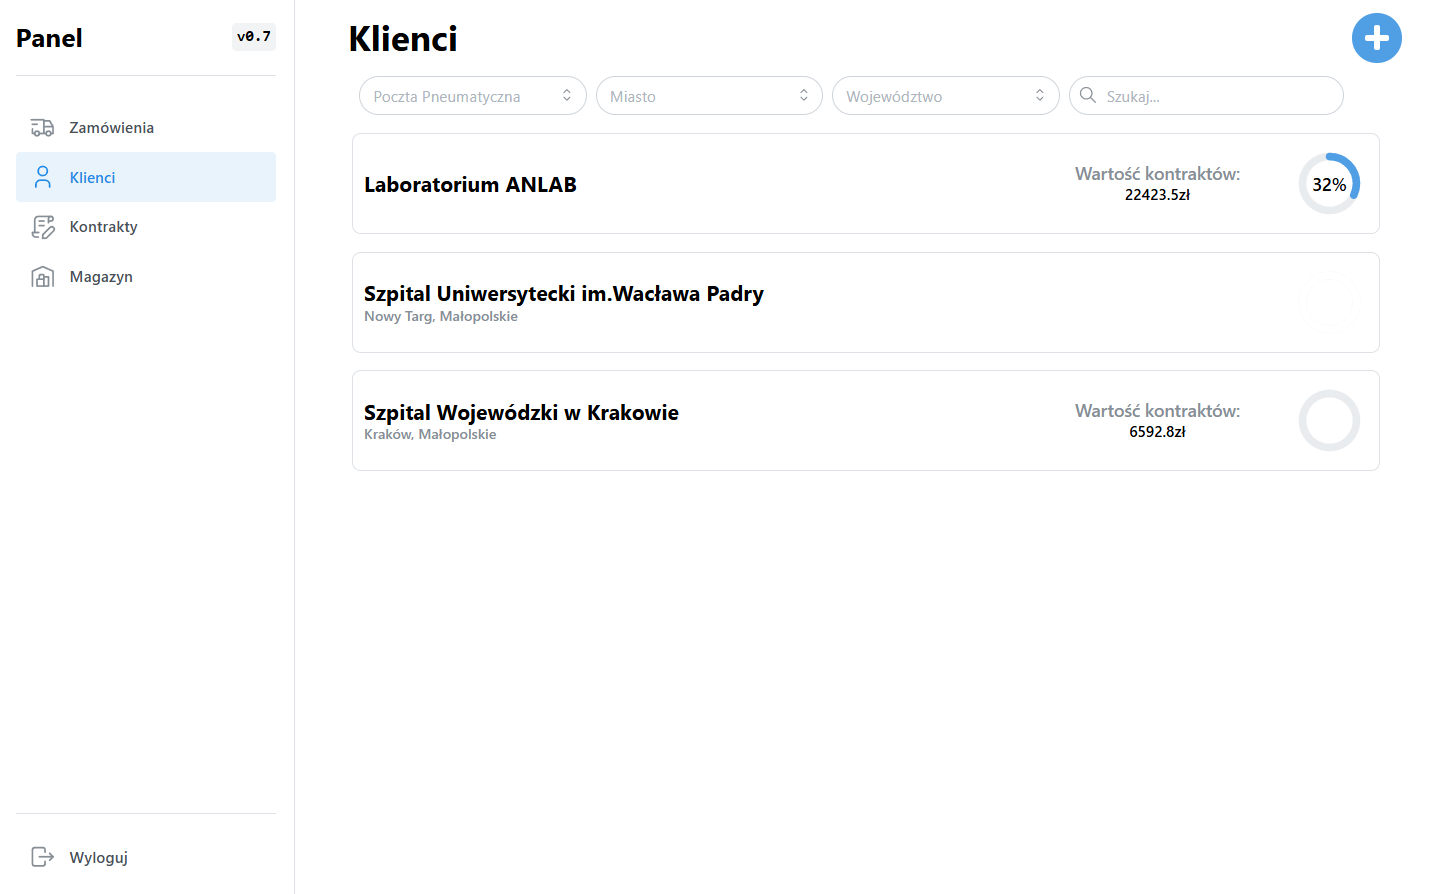 Panel
v0.7
Zamówienia
Klienci
Kontrakty
Magazyn
Wyloguj
Klienci
Poczta Pneumatyczna
Miasto
Województwo
Szukaj...
Laboratorium ANLAB
Wartość kontraktów:
22423.5zł
32%
Szpital Uniwersytecki im.Wacława Padry
Nowy Targ, Małopolskie
Szpital Wojewódzki w Krakowie
Kraków, Małopolskie
Wartość kontraktów:
6592.8zł